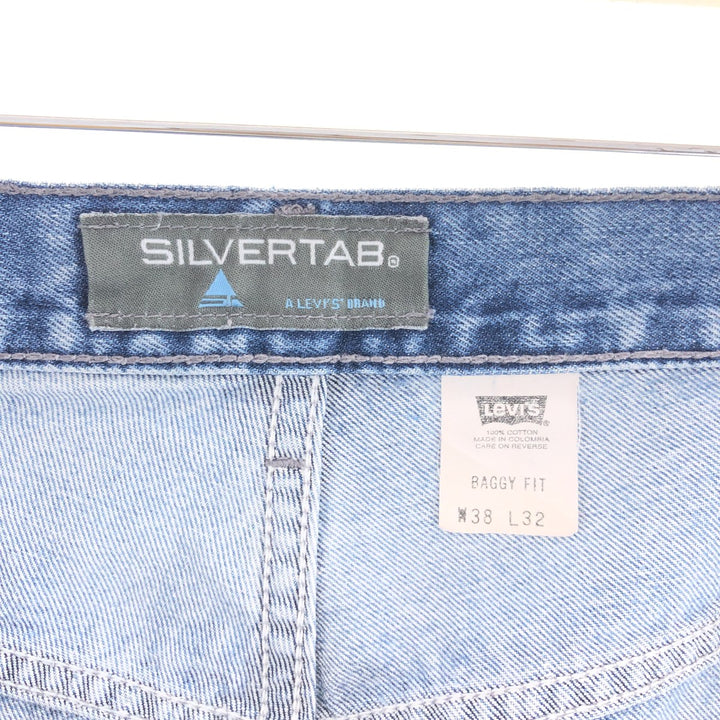 SILVERTAB®
A LEVI'S® BRAND
Levi's®
100% COTTON
MADE IN COLOMBIA
CARE ON REVERSE
BAGGY FIT
W38 L32